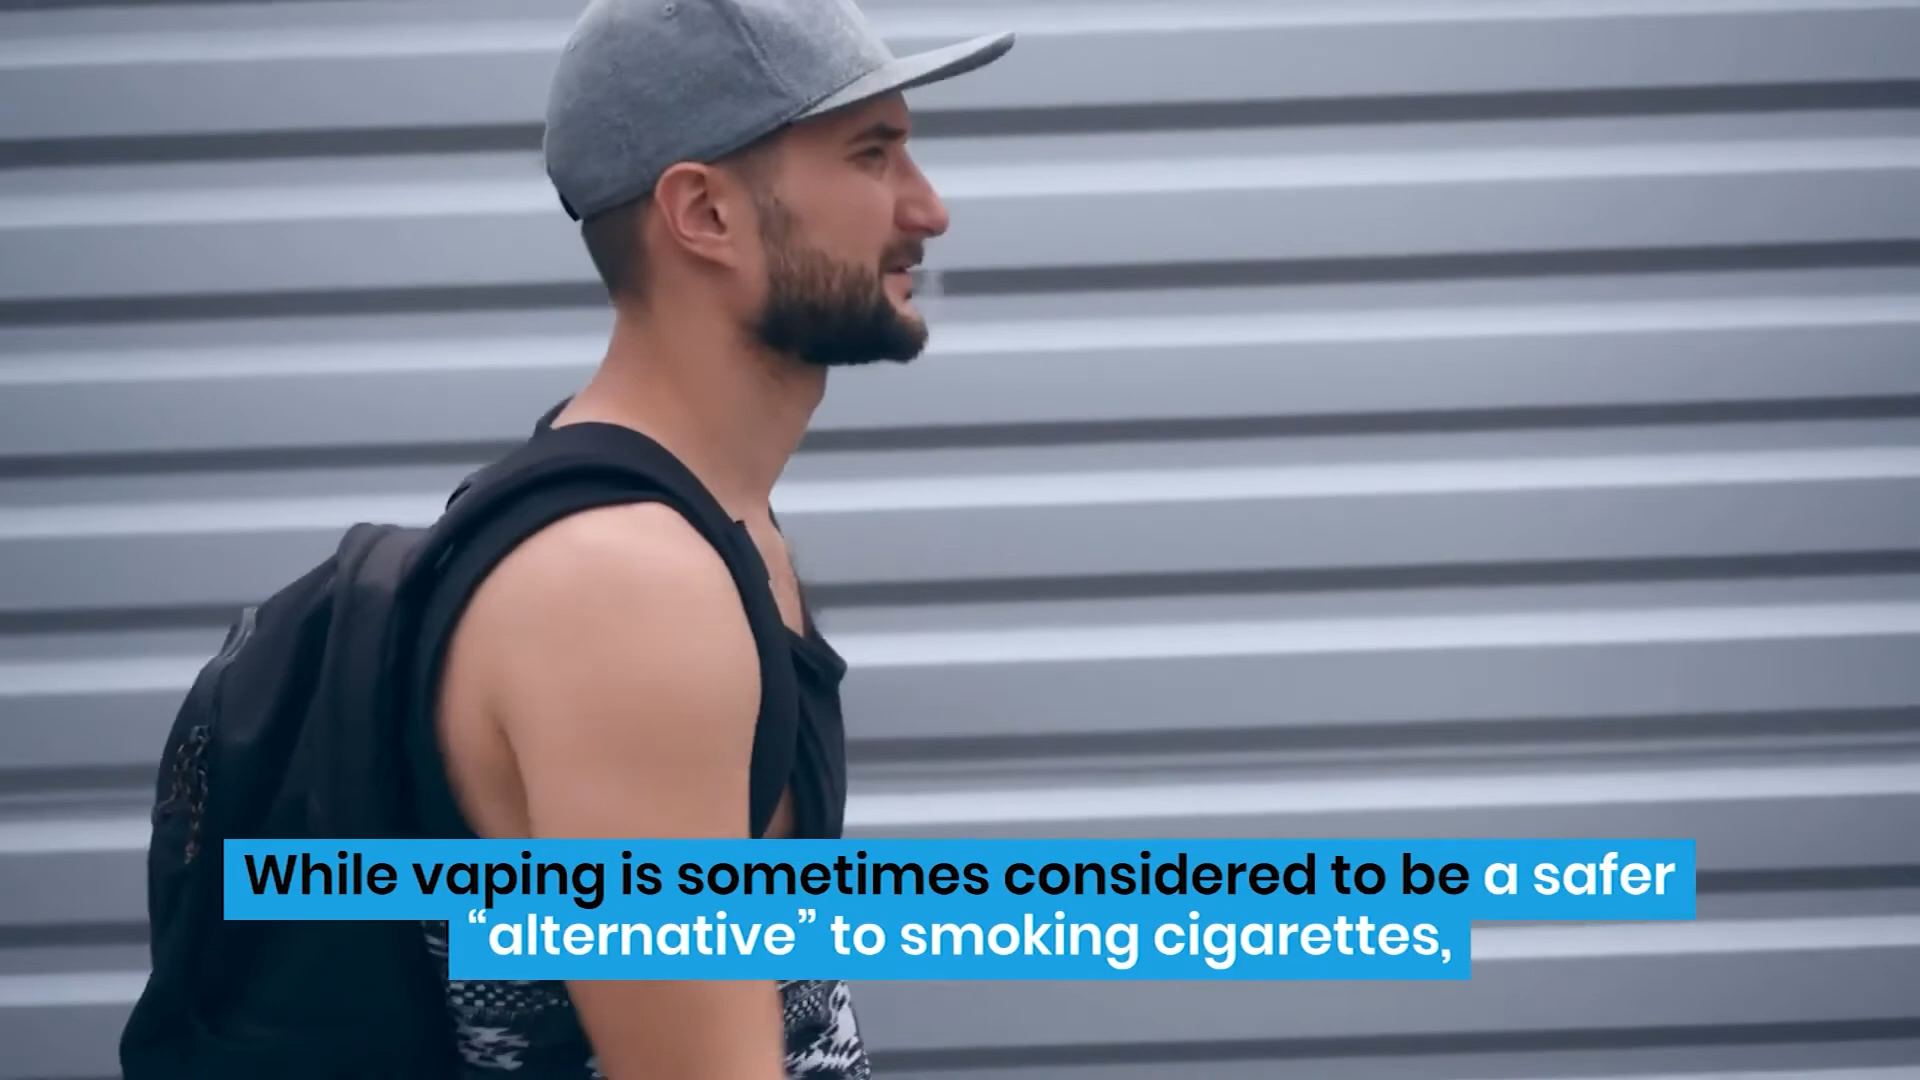 While vaping is sometimes considered to be a safer
“alternative” to smoking cigarettes,